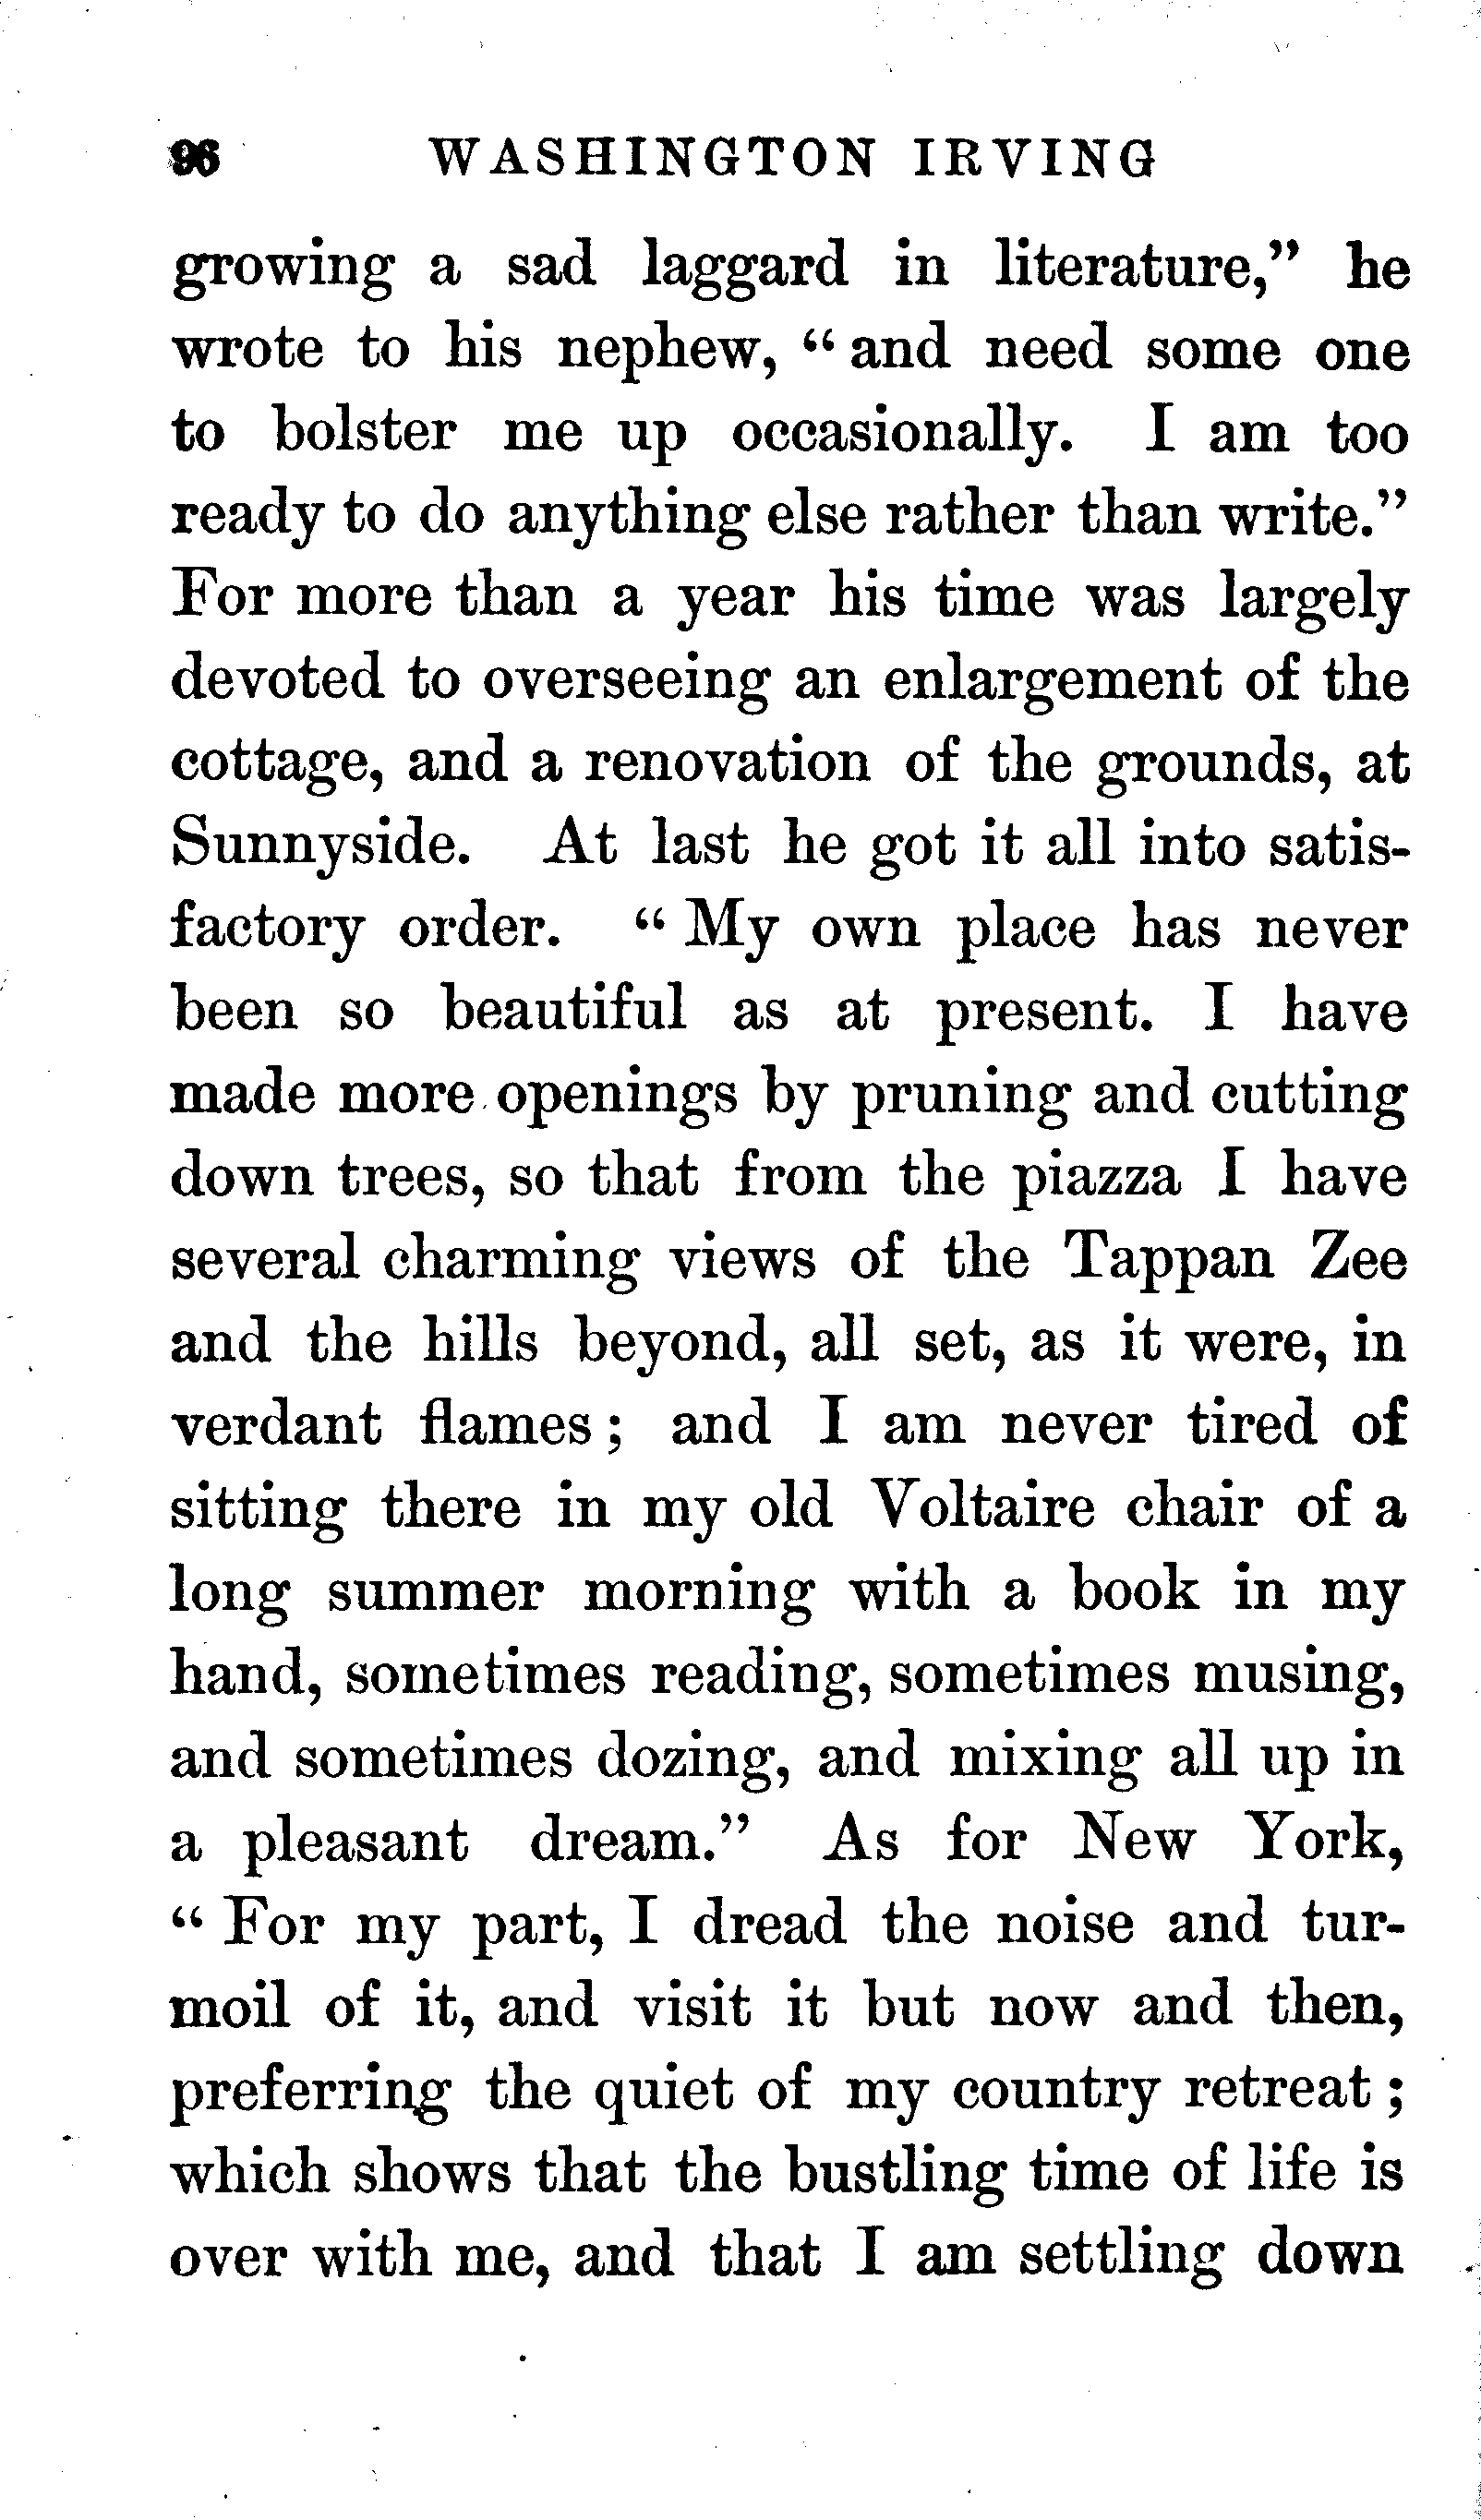 96 WASHINGTON IRVING
growing a sad laggard in literature,” he
wrote to his nephew, “and need some one
to bolster me up occasionally. I am too
ready to do anything else rather than write.”
For more than a year his time was largely
devoted to overseeing an enlargement of the
cottage, and a renovation of the grounds, at
Sunnyside. At last he got it all into satis-
factory order. “My own place has never
been so beautiful as at present. I have
made more openings by pruning and cutting
down trees, so that from the piazza I have
several charming views of the Tappan Zee
and the hills beyond, all set, as it were, in
verdant flames; and I am never tired of
sitting there in my old Voltaire chair of a
long summer morning with a book in my
hand, sometimes reading, sometimes musing,
and sometimes dozing, and mixing all up in
a pleasant dream.” As for New York,
“For my part, I dread the noise and tur-
moil of it, and visit it but now and then,
preferring the quiet of my country retreat;
which shows that the bustling time of life is
over with me, and that I am settling down